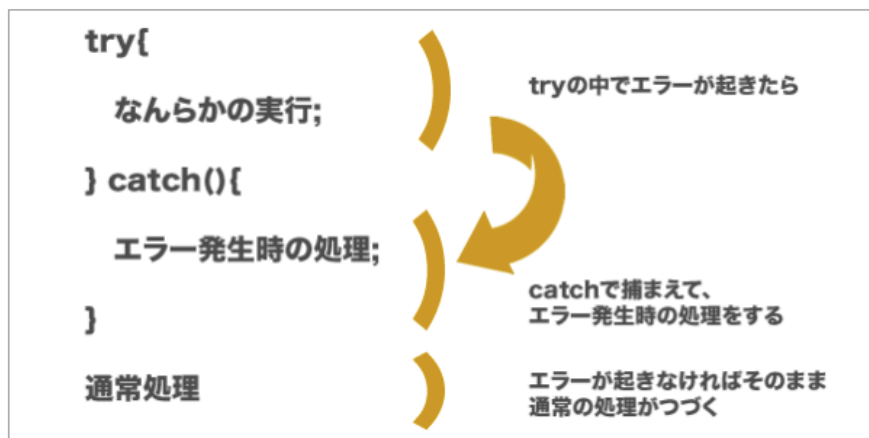 try{
tryの中でエラーが起きたら
なんらかの実行;
} catch(){
エラー発生時の処理;
catchで捕まえて、
エラー発生時の処理をする
}
通常処理
エラーが起きなければそのまま
通常の処理がつづく